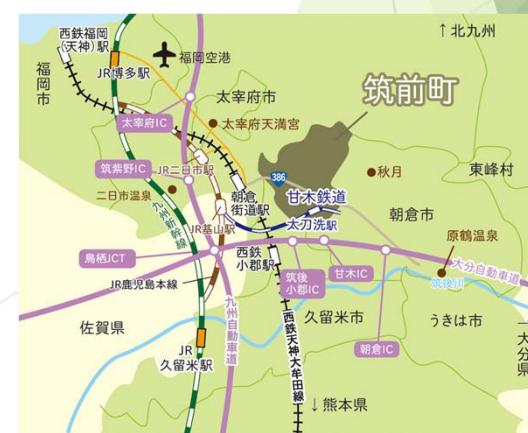 西鉄福岡
(天神)駅
↑北九州
福岡空港
JR博多駅
福岡市
太宰府市
筑前町
太宰府IC
太宰府天満宮
筑紫野IC
JR二日市駅
386
秋月
東峰村
二日市温泉
朝倉
街道駅
甘木鉄道
太刀洗駅
朝倉市
九州新幹線
JR基山駅
原鶴温泉
鳥栖JCT
西鉄
小郡駅
筑後
小郡IC
甘木IC
大分自動車道
筑後川
JR鹿児島本線
佐賀県
九州自動車道
西鉄天神大牟田線
久留米市
うきは市
朝倉IC
JR
久留米駅
→大分県
↓熊本県